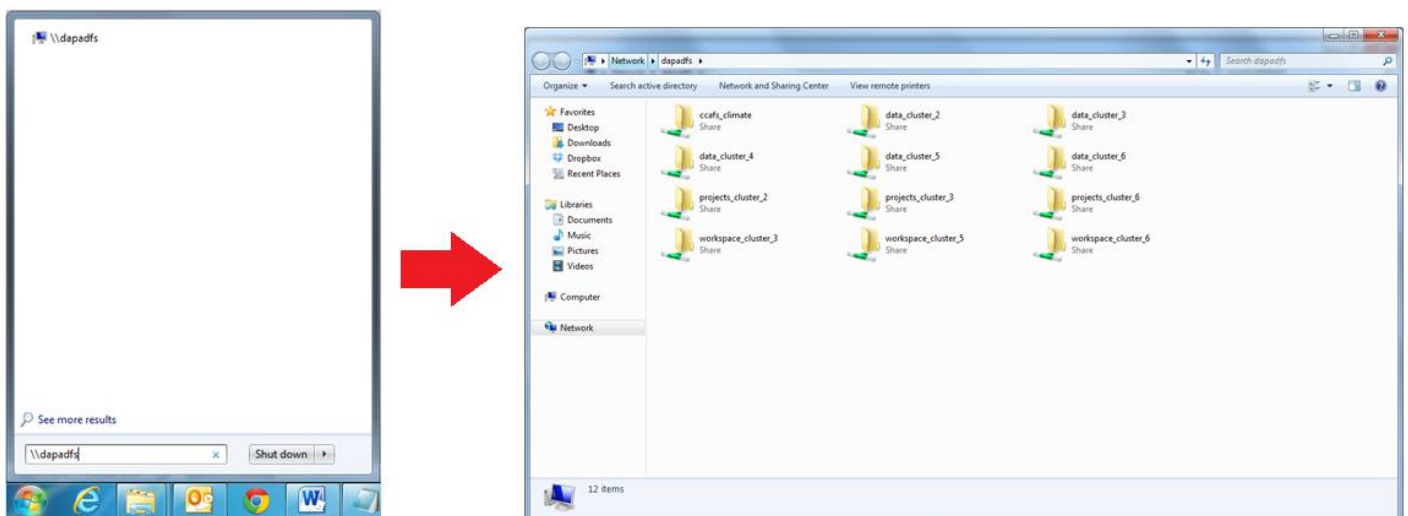 \\dapadfs
See more results
\\dapadfs
Shut down
Network dapadfs
Search dapadfs
Organize Search active directory Network and Sharing Center View remote printers
Favorites
Desktop
Downloads
Dropbox
Recent Places
Libraries
Documents
Music
Pictures
Videos
Computer
Network
ccafs_climate
Share
data_cluster_2
Share
data_cluster_3
Share
data_cluster_4
Share
data_cluster_5
Share
data_cluster_6
Share
projects_cluster_2
Share
projects_cluster_3
Share
projects_cluster_6
Share
workspace_cluster_3
Share
workspace_cluster_5
Share
workspace_cluster_6
Share
12 items